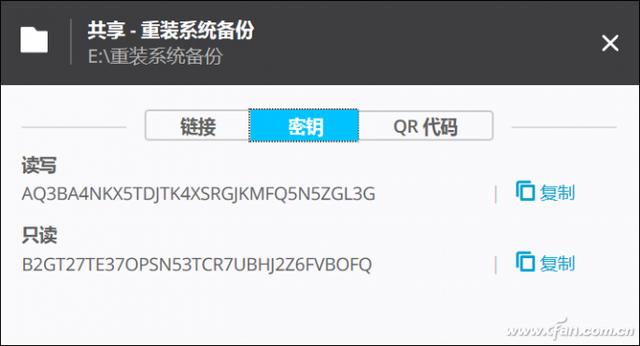 共享 - 重装系统备份
E:\重装系统备份
链接 密钥 QR 代码
读写
AQ3BA4NKX5TDJTK4XSRGJKMFQ5N5ZGL3G | 复制
只读
B2GT27TE37OPSN53TCR7UBHJ2Z6FVBOFQ | 复制
www.cfan.com.cn